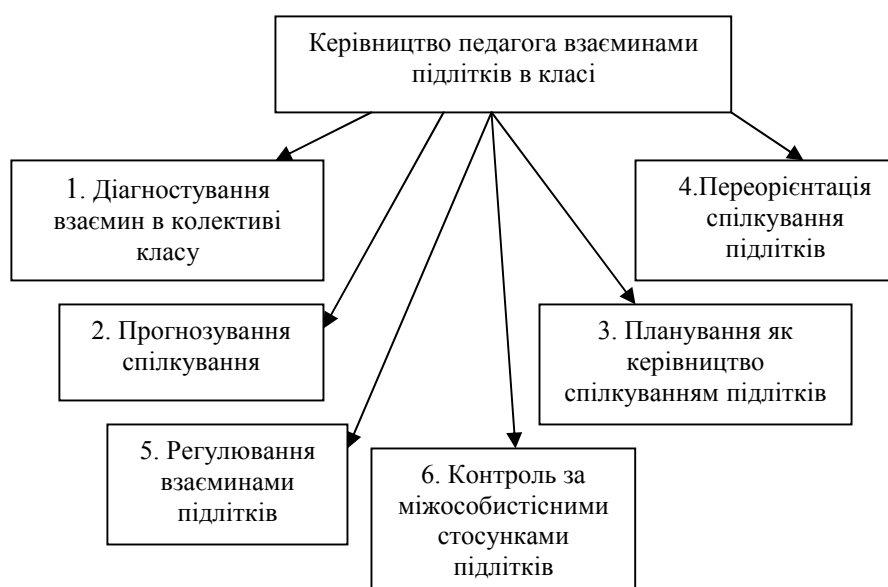 Керівництво педагога взаєминами
підлітків в класі
1. Діагностування
взаємин в колективі
класу
4.Переорієнтація
спілкування
підлітків
2. Прогнозування
спілкування
3. Планування як
керівництво
спілкуванням підлітків
5. Регулювання
взаєминами
підлітків
6. Контроль за
міжособистісними
стосунками
підлітків